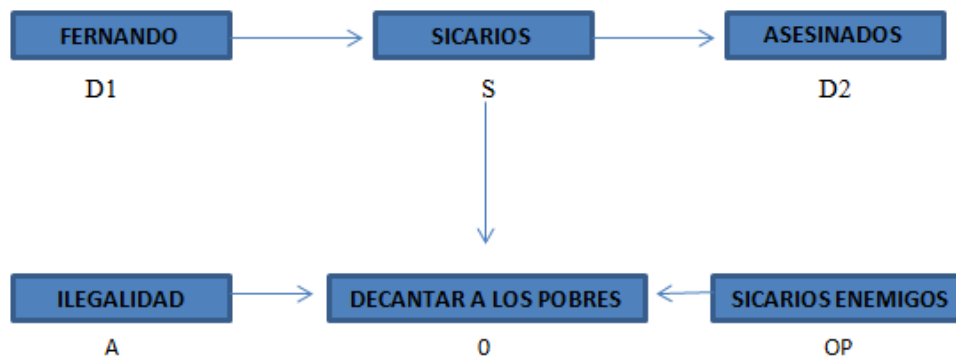 FERNANDO
SICARIOS
ASESINADOS
D1
S
D2
ILEGALIDAD
DECANTAR A LOS POBRES
SICARIOS ENEMIGOS
A
0
OP